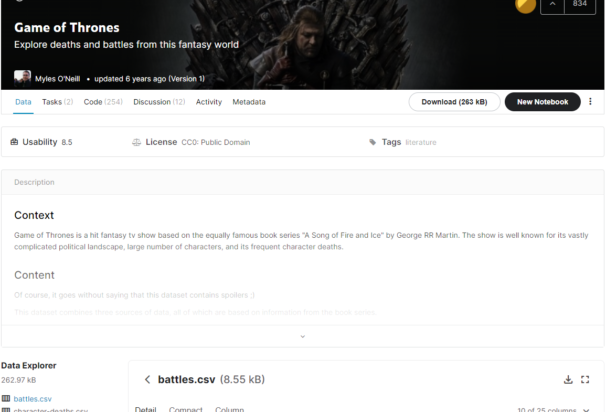 834
Game of Thrones
Explore deaths and battles from this fantasy world
Myles O'Neill • updated 6 years ago (Version 1)
Data Tasks (2) Code (254) Discussion (12) Activity Metadata Download (263 kB) New Notebook
Usability 8.5 License CC0: Public Domain Tags literature
Description
Context
Game of Thrones is a hit fantasy tv show based on the equally famous book series "A Song of Fire and Ice" by George RR Martin. The show is well known for its vastly
complicated political landscape, large number of characters, and its frequent character deaths.
Content
Of course, it goes without saying that this dataset contains spoilers ;)
This dataset combines three sources of data, all of which are based on information from the book series.
Data Explorer
262.97 kB
battles.csv
character-deaths.csv
battles.csv (8.55 kB)
Detail Compact Column 10 of 25 columns